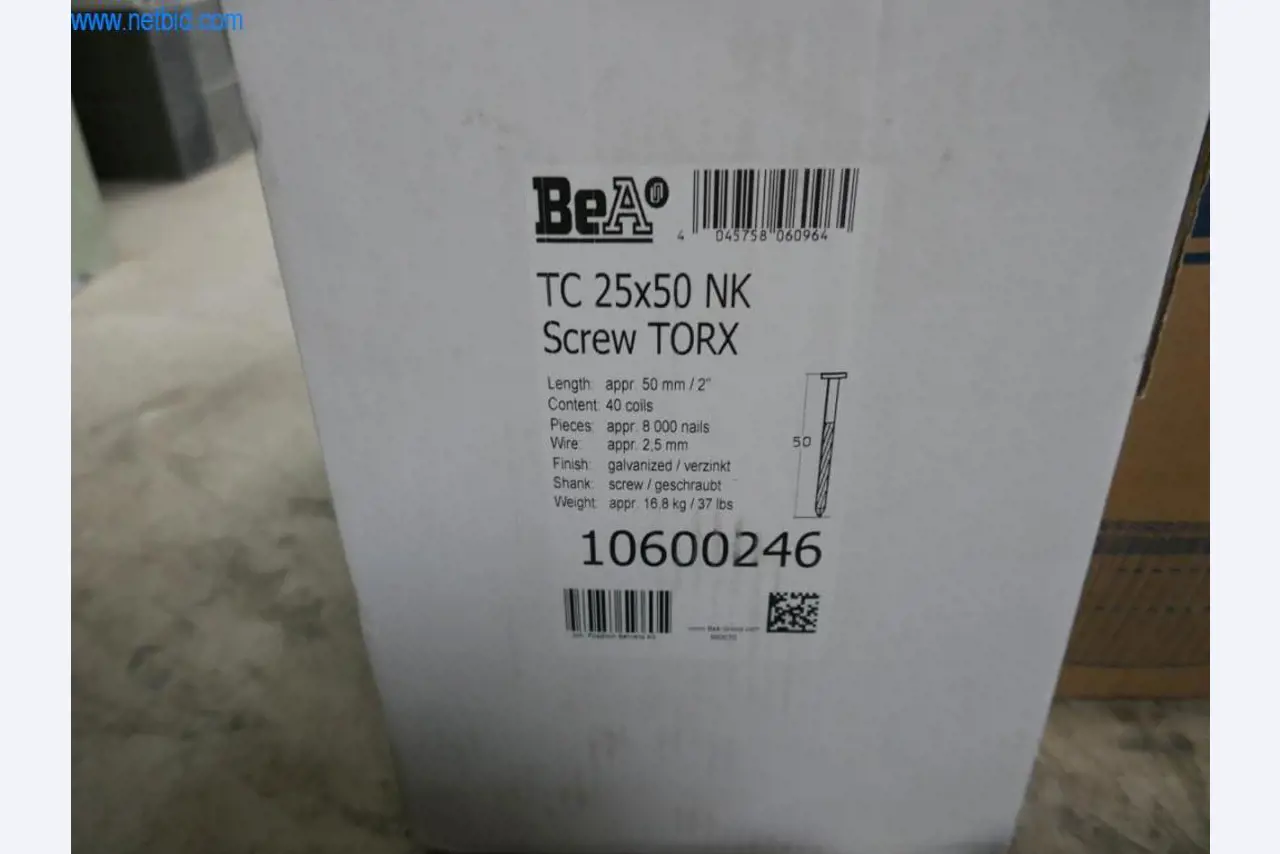 www.netbid.com
BeA
4 045758 060964
TC 25x50 NK
Screw TORX
Length: appr. 50 mm / 2"
Content: 40 coils
Pieces: appr. 8 000 nails
Wire: appr. 2,5 mm
Finish: galvanized / verzinkt
Shank: screw / geschraubt
Weight: appr. 16,8 kg / 37 lbs
50
10600246